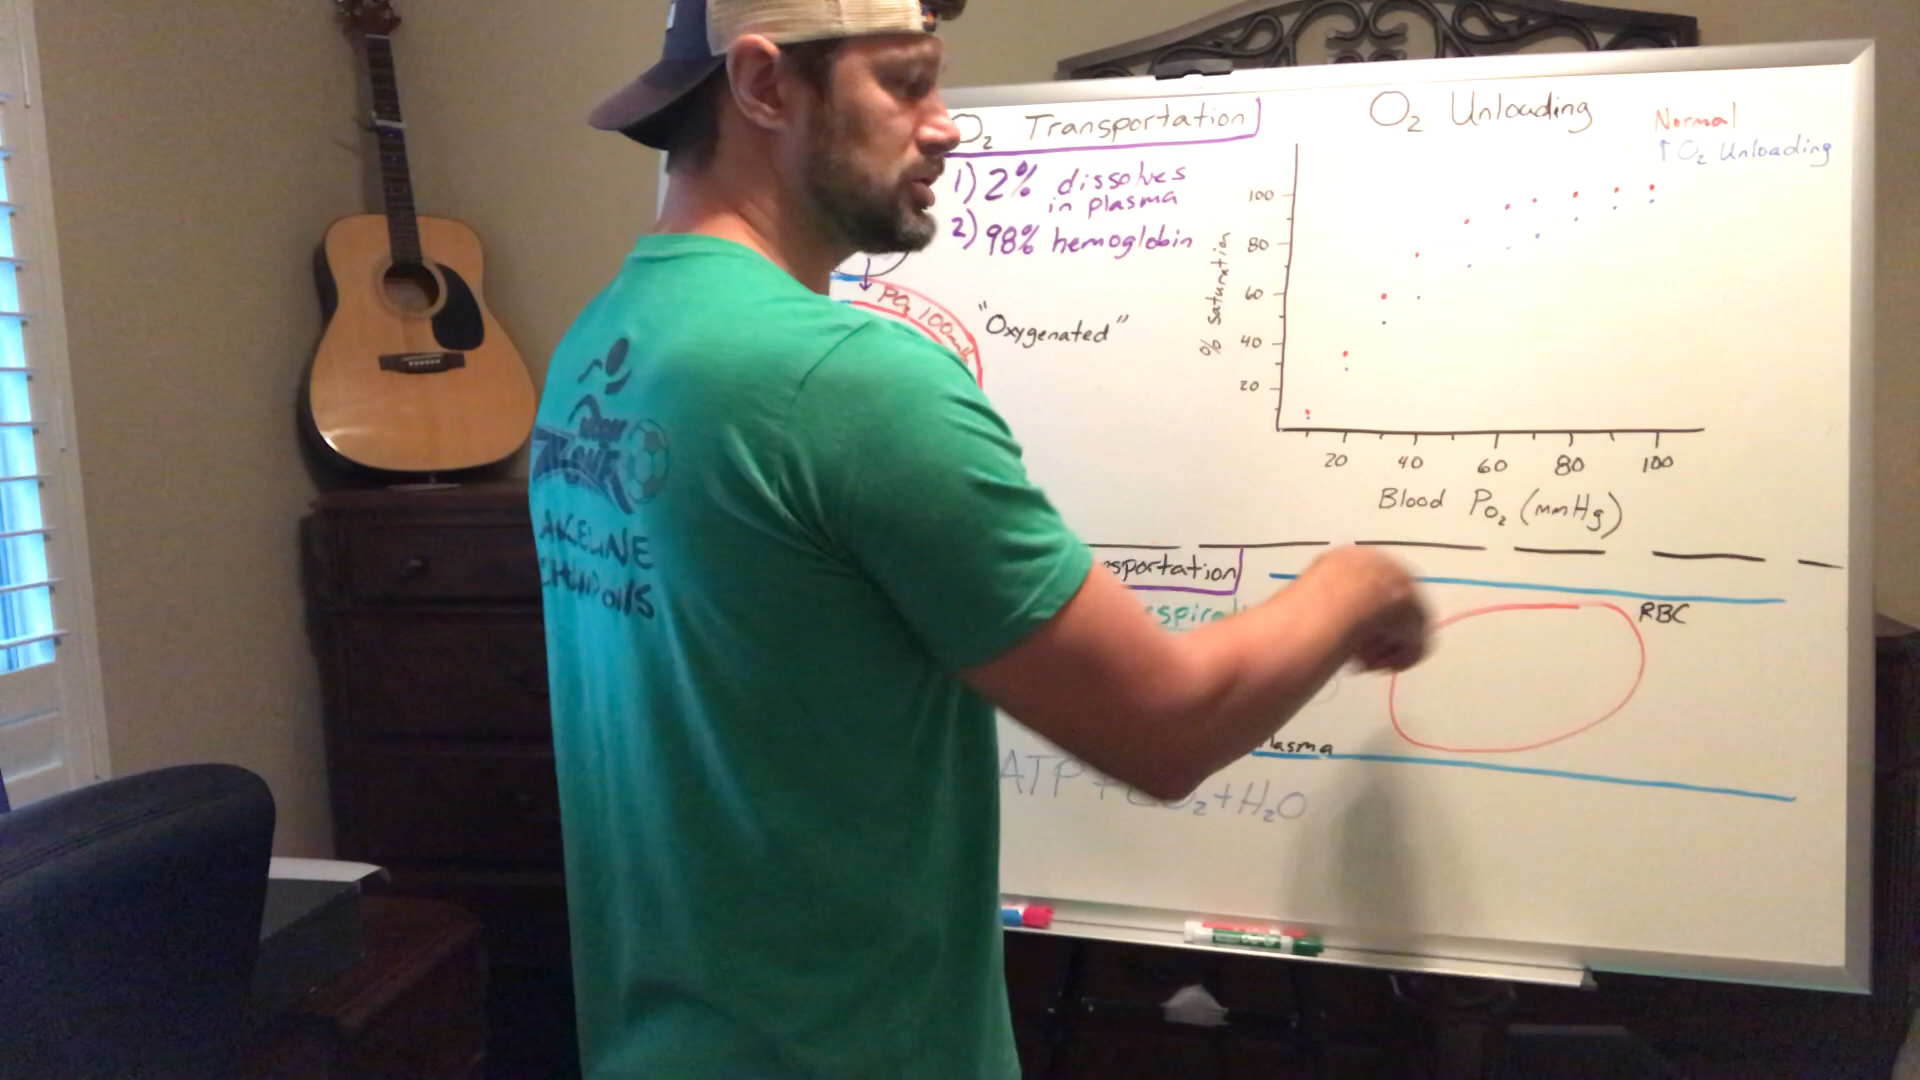 O₂ Transportation
1) 2% dissolves
in plasma
2) 98% hemoglobin
PO₂ 100
"Oxygenated"
O₂ Unloading
Normal
↑ O₂ Unloading
% Saturation
100
80
60
40
20
20 40 60 80 100
Blood PO₂ (mmHg)
sportation
RBC
lasma
ATP + CO₂ + H₂O
ZONE